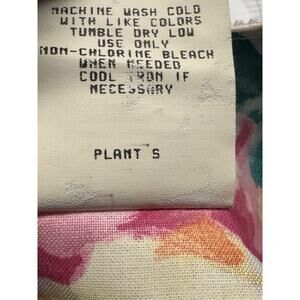 MACHINE WASH COLD
WITH LIKE COLORS
TUMBLE DRY LOW
USE ONLY
NON-CHLORINE BLEACH
WHEN NEEDED
COOL IRON IF
NECESSARY
PLANT 5